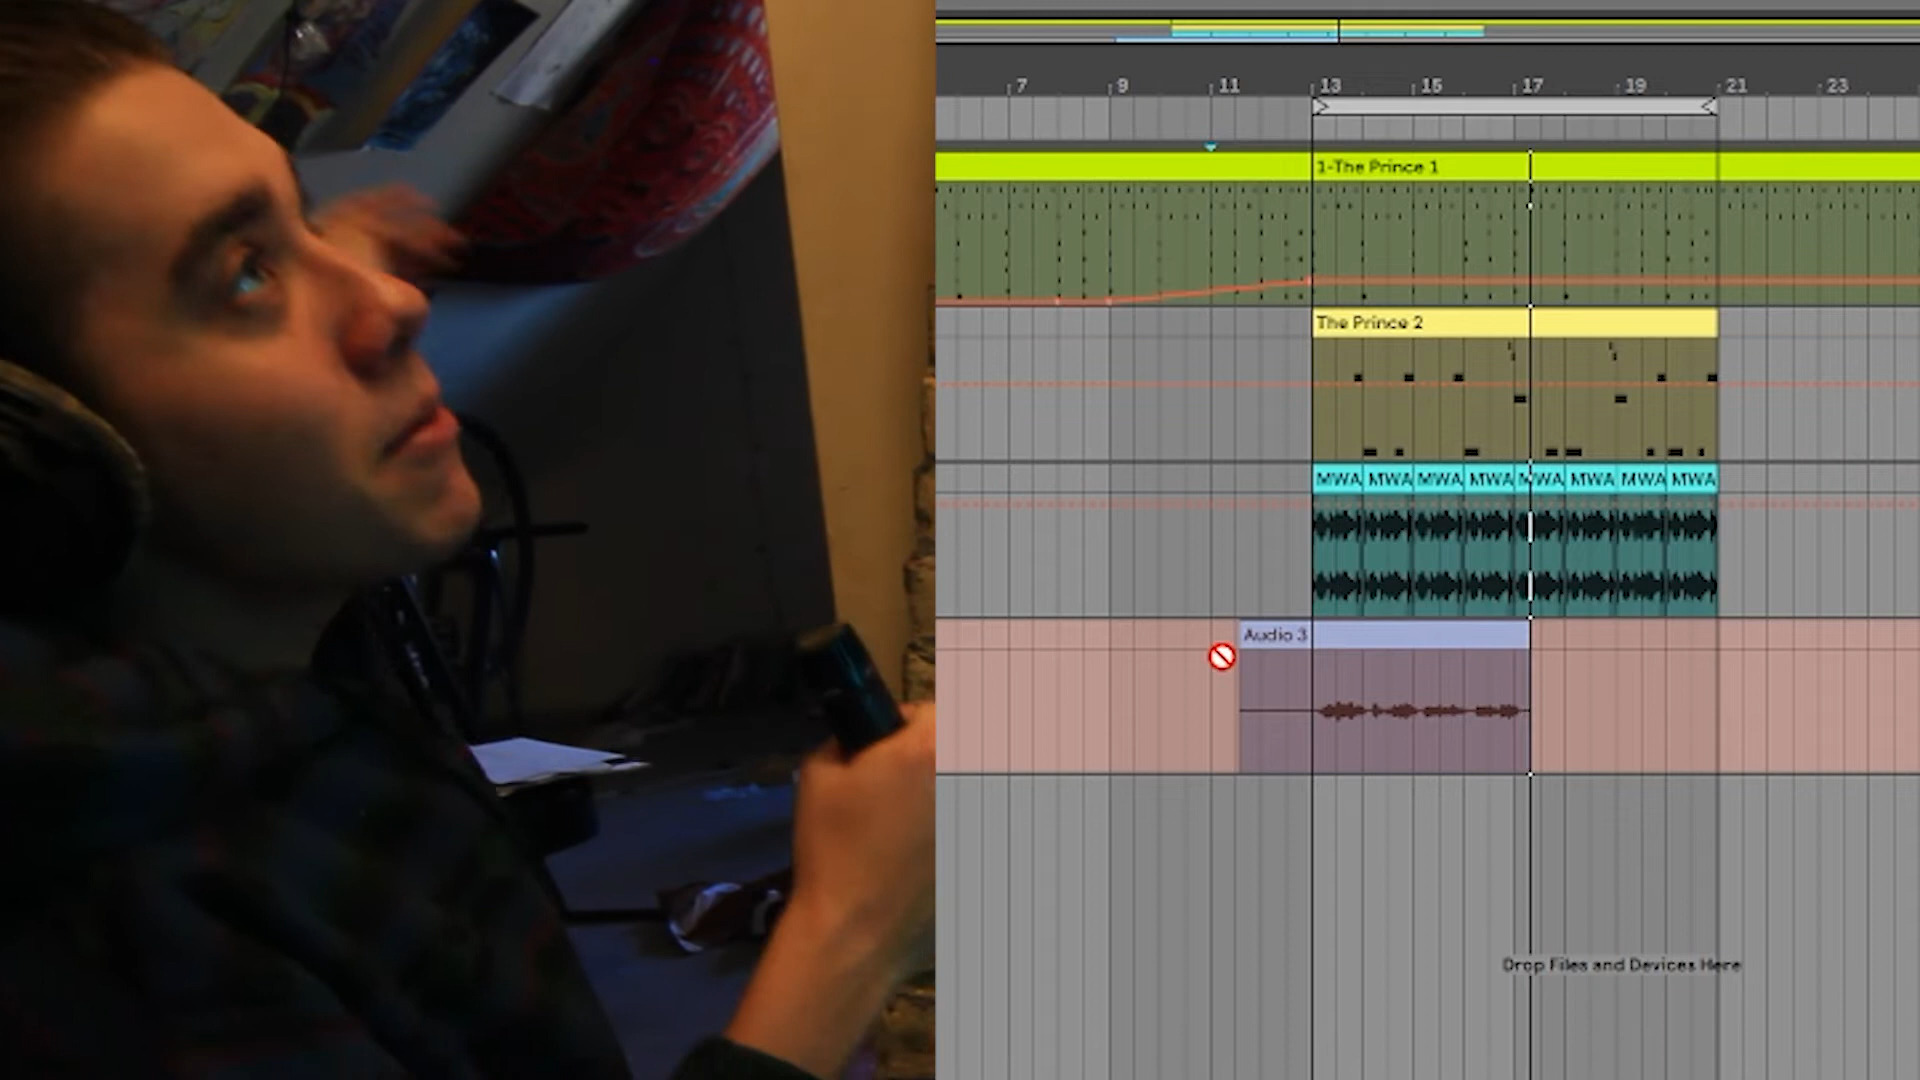 7 9 11 13 15 17 19 21 23
1-The Prince 1
The Prince 2
MWA MWA MWA MWA MWA MWA MWA MWA
Audio 3
Drop Files and Devices Here